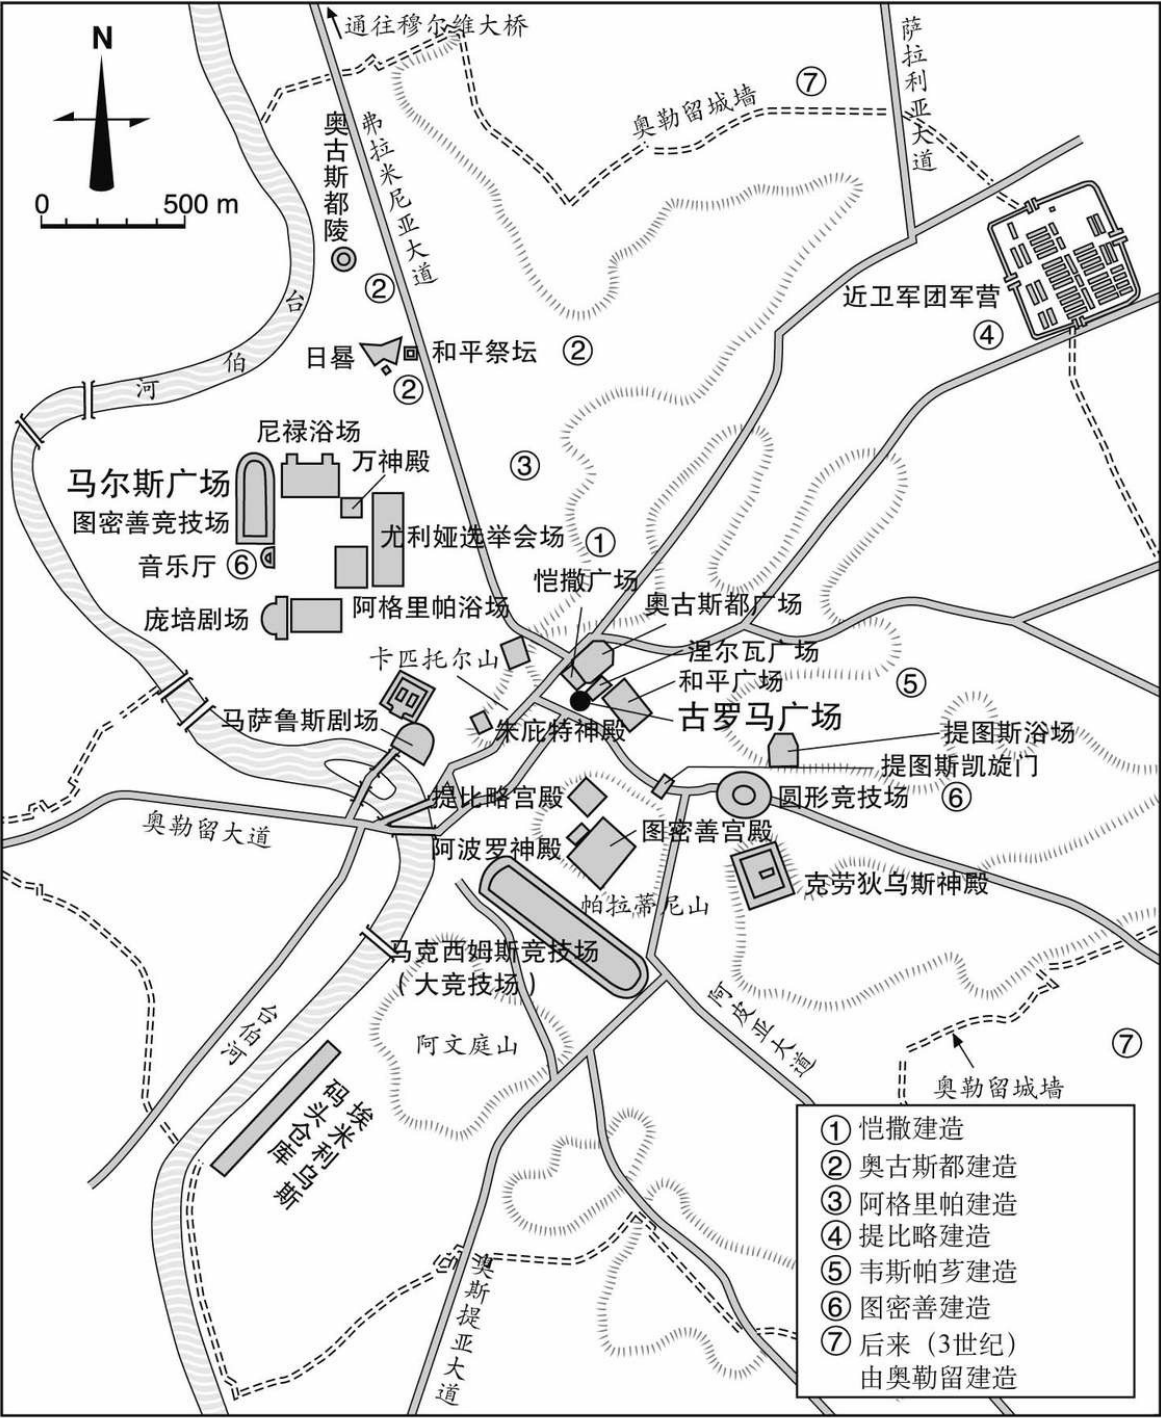 通往穆尔维大桥
萨拉利亚大道
N
⑦
奥勒留城墙
0 500 m
奥古斯都陵
弗拉米尼亚大道
②
近卫军团军营
④
台伯河
日晷
和平祭坛
②
②
尼禄浴场
万神殿
③
马尔斯广场
图密善竞技场
尤利娅选举会场
①
音乐厅
⑥
恺撒广场
庞培剧场
阿格里帕浴场
奥古斯都广场
卡匹托尔山
涅尔瓦广场
和平广场
⑤
马萨鲁斯剧场
古罗马广场
朱庇特神殿
提图斯浴场
提图斯凯旋门
提比略宫殿
圆形竞技场
⑥
奥勒留大道
图密善宫殿
阿波罗神殿
克劳狄乌斯神殿
帕拉蒂尼山
马克西姆斯竞技场
（大竞技场）
阿皮亚大道
台伯河
阿文庭山
⑦
奥勒留城墙
埃米利乌斯
码头仓库
奥斯提亚大道
①恺撒建造
②奥古斯都建造
③阿格里帕建造
④提比略建造
⑤韦斯帕芗建造
⑥图密善建造
⑦后来（3世纪）
由奥勒留建造